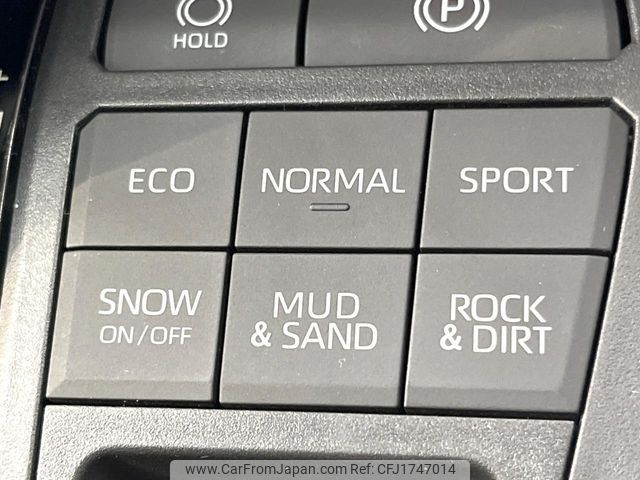 HOLD
P
ECO
NORMAL
SPORT
SNOW
ON/OFF
MUD
& SAND
ROCK
& DIRT
www.CarFromJapan.com ref:CFJ1747014